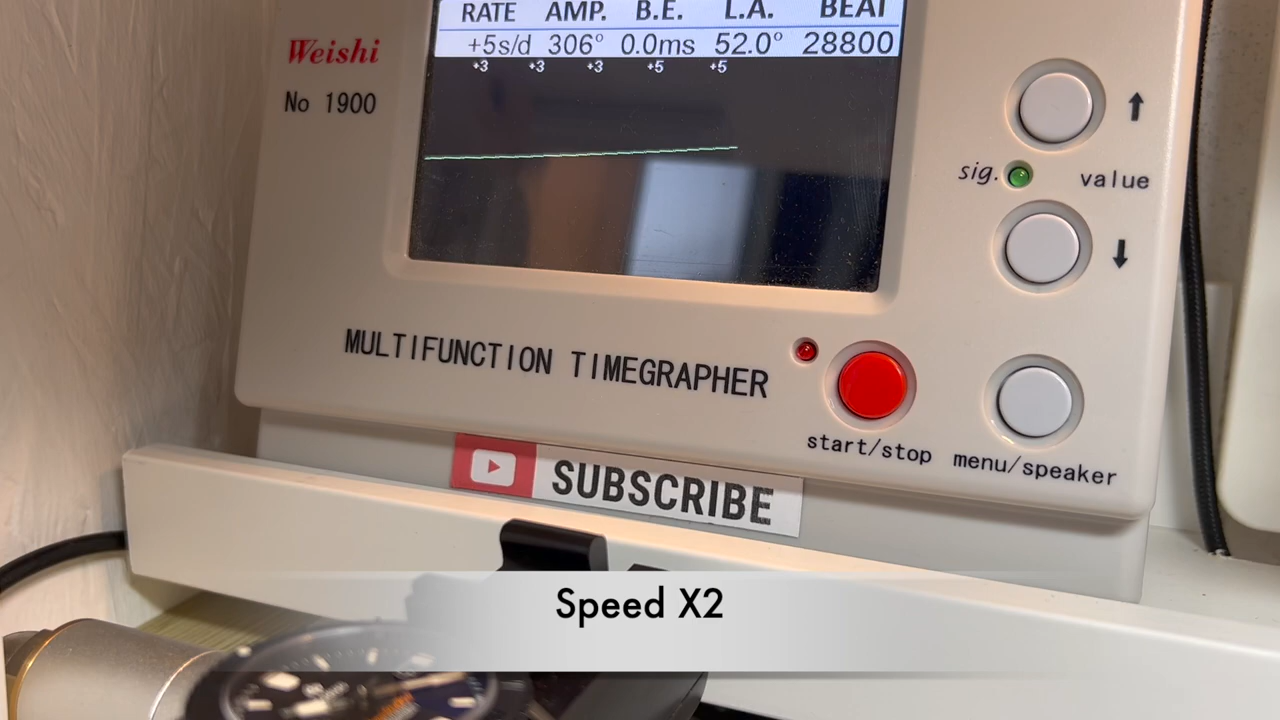 RATE AMP. B.E. L.A. BEAT
+5s/d 306° 0.0ms 52.0° 28800
+3 +3 +3 +5 +5
Weishi
No 1900
sig.
value
MULTIFUNCTION TIMEGRAPHER
start/stop
menu/speaker
SUBSCRIBE
Speed X2